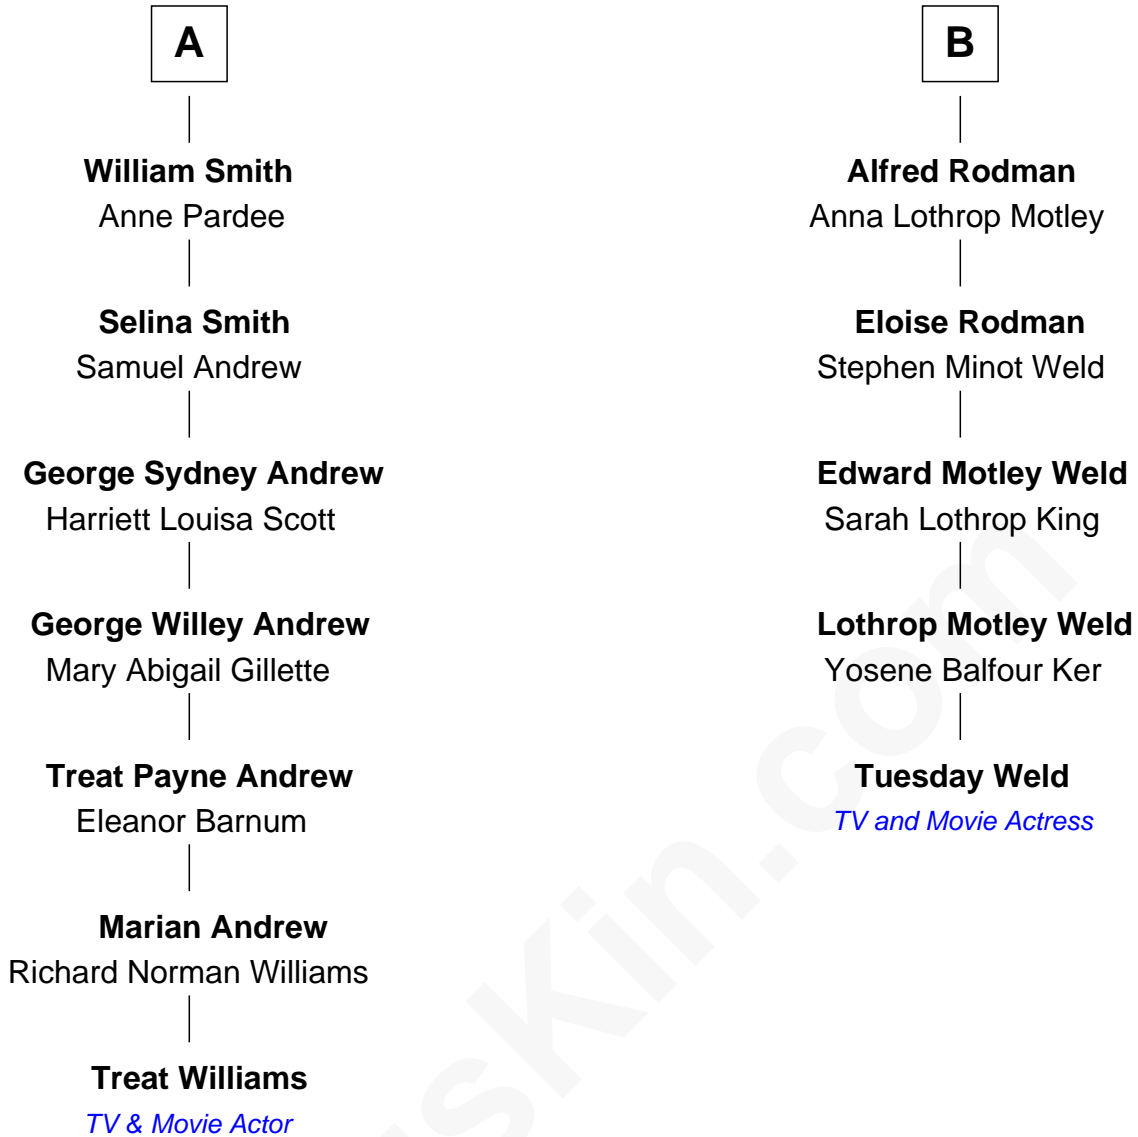 A
William Smith
Anne Pardee
Selina Smith
Samuel Andrew
George Sydney Andrew
Harriett Louisa Scott
George Willey Andrew
Mary Abigail Gillette
Treat Payne Andrew
Eleanor Barnum
Marian Andrew
Richard Norman Williams
Treat Williams
TV & Movie Actor
B
Alfred Rodman
Anna Lothrop Motley
Eloise Rodman
Stephen Minot Weld
Edward Motley Weld
Sarah Lothrop King
Lothrop Motley Weld
Yosene Balfour Ker
Tuesday Weld
TV and Movie Actress